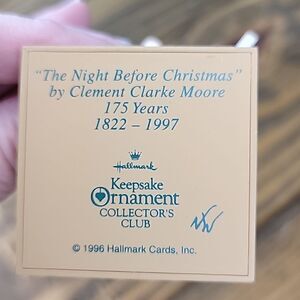 "The Night Before Christmas"
by Clement Clarke Moore
175 Years
1822 – 1997
Hallmark
Keepsake
Ornament
COLLECTOR'S
CLUB
© 1996 Hallmark Cards, Inc.